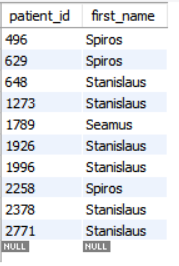 patient_id first_name
496 Spiros
629 Spiros
648 Stanislaus
1273 Stanislaus
1789 Seamus
1926 Stanislaus
1996 Stanislaus
2258 Spiros
2378 Stanislaus
2771 Stanislaus
NULL NULL